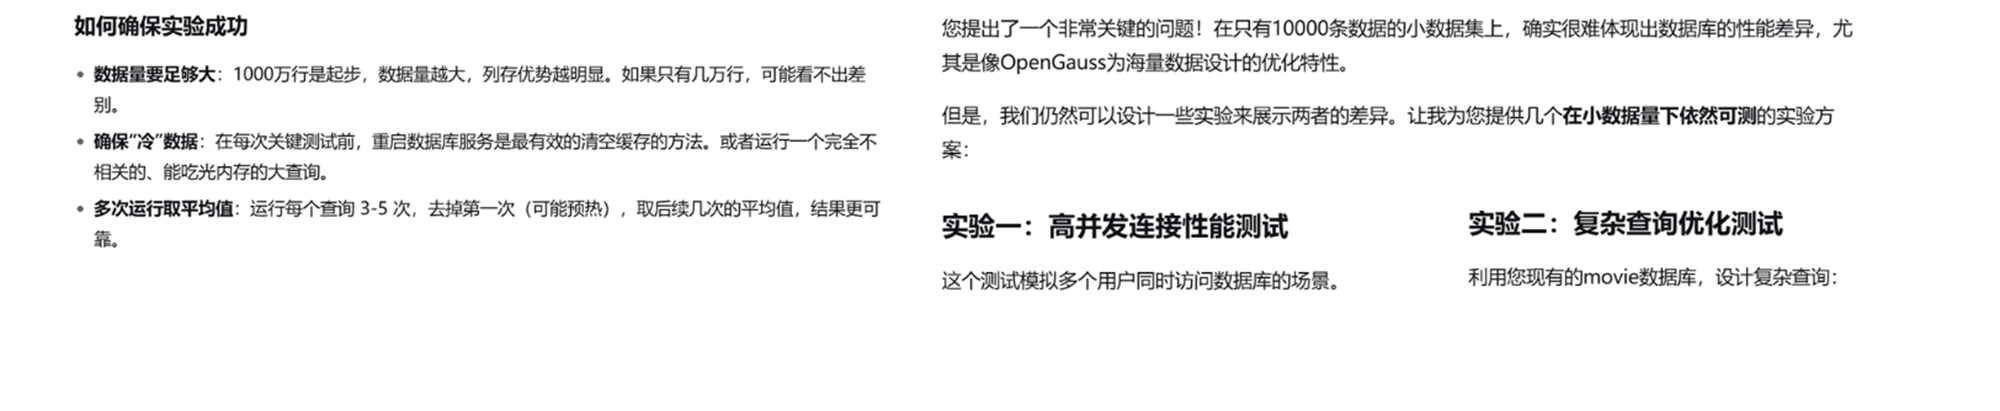 如何确保实验成功
• 数据量要足够大：1000万行是起步，数据量越大，列存优势越明显。如果只有几万行，可能看不出差
别。
• 确保“冷”数据：在每次关键测试前，重启数据库服务是最有效的清空缓存的方法。或者运行一个完全不
相关的、能吃光内存的大查询。
• 多次运行取平均值：运行每个查询 3-5 次，去掉第一次（可能预热），取后续几次的平均值，结果更可
靠。
您提出了一个非常关键的问题！在只有10000条数据的小数据集上，确实很难体现出数据库的性能差异，尤
其是像OpenGauss为海量数据设计的优化特性。
但是，我们仍然可以设计一些实验来展示两者的差异。让我为您提供几个在小数据量下依然可测的实验方
案：
实验一：高并发连接性能测试
这个测试模拟多个用户同时访问数据库的场景。
实验二：复杂查询优化测试
利用您现有的movie数据库，设计复杂查询：